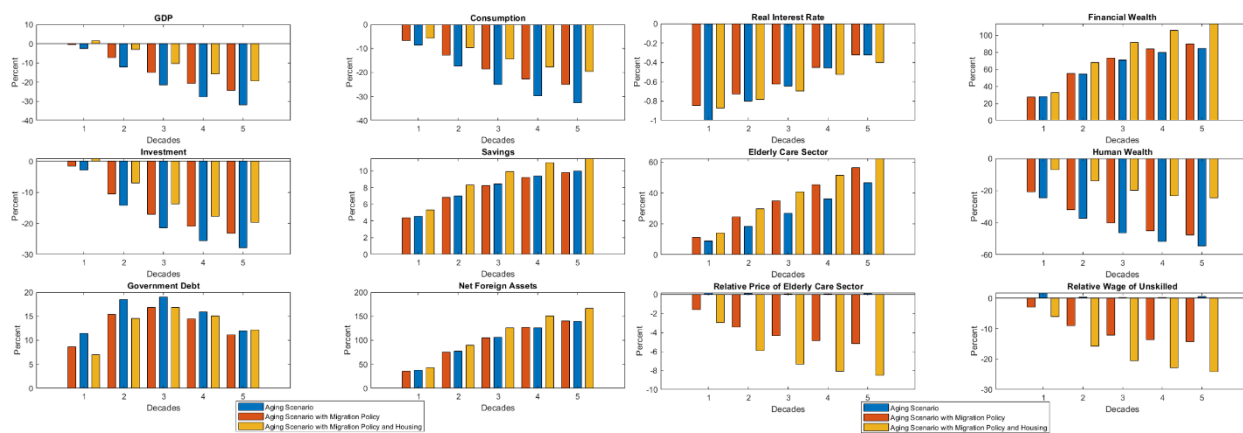 GDP
Percent
10
0
-10
-20
-30
-40
1 2 3 4 5
Decades
Consumption
Percent
0
-10
-20
-30
-40
1 2 3 4 5
Decades
Real Interest Rate
Percent
0
-0.2
-0.4
-0.6
-0.8
-1
1 2 3 4 5
Decades
Financial Wealth
Percent
100
80
60
40
20
0
1 2 3 4 5
Decades
Investment
Percent
0
-10
-20
-30
1 2 3 4 5
Decades
Savings
Percent
10
8
6
4
2
0
1 2 3 4 5
Decades
Elderly Care Sector
Percent
60
40
20
0
1 2 3 4 5
Decades
Human Wealth
Percent
0
-20
-40
-60
1 2 3 4 5
Decades
Government Debt
Percent
20
15
10
5
0
1 2 3 4 5
Decades
Net Foreign Assets
Percent
200
150
100
50
0
1 2 3 4 5
Decades
Relative Price of Elderly Care Sector
Percent
0
-2
-4
-6
-8
-10
1 2 3 4 5
Decades
Relative Wage of Unskilled
Percent
0
-10
-20
-30
1 2 3 4 5
Decades
Aging Scenario
Aging Scenario with Migration Policy
Aging Scenario with Migration Policy and Housing
Aging Scenario
Aging Scenario with Migration Policy
Aging Scenario with Migration Policy and Housing